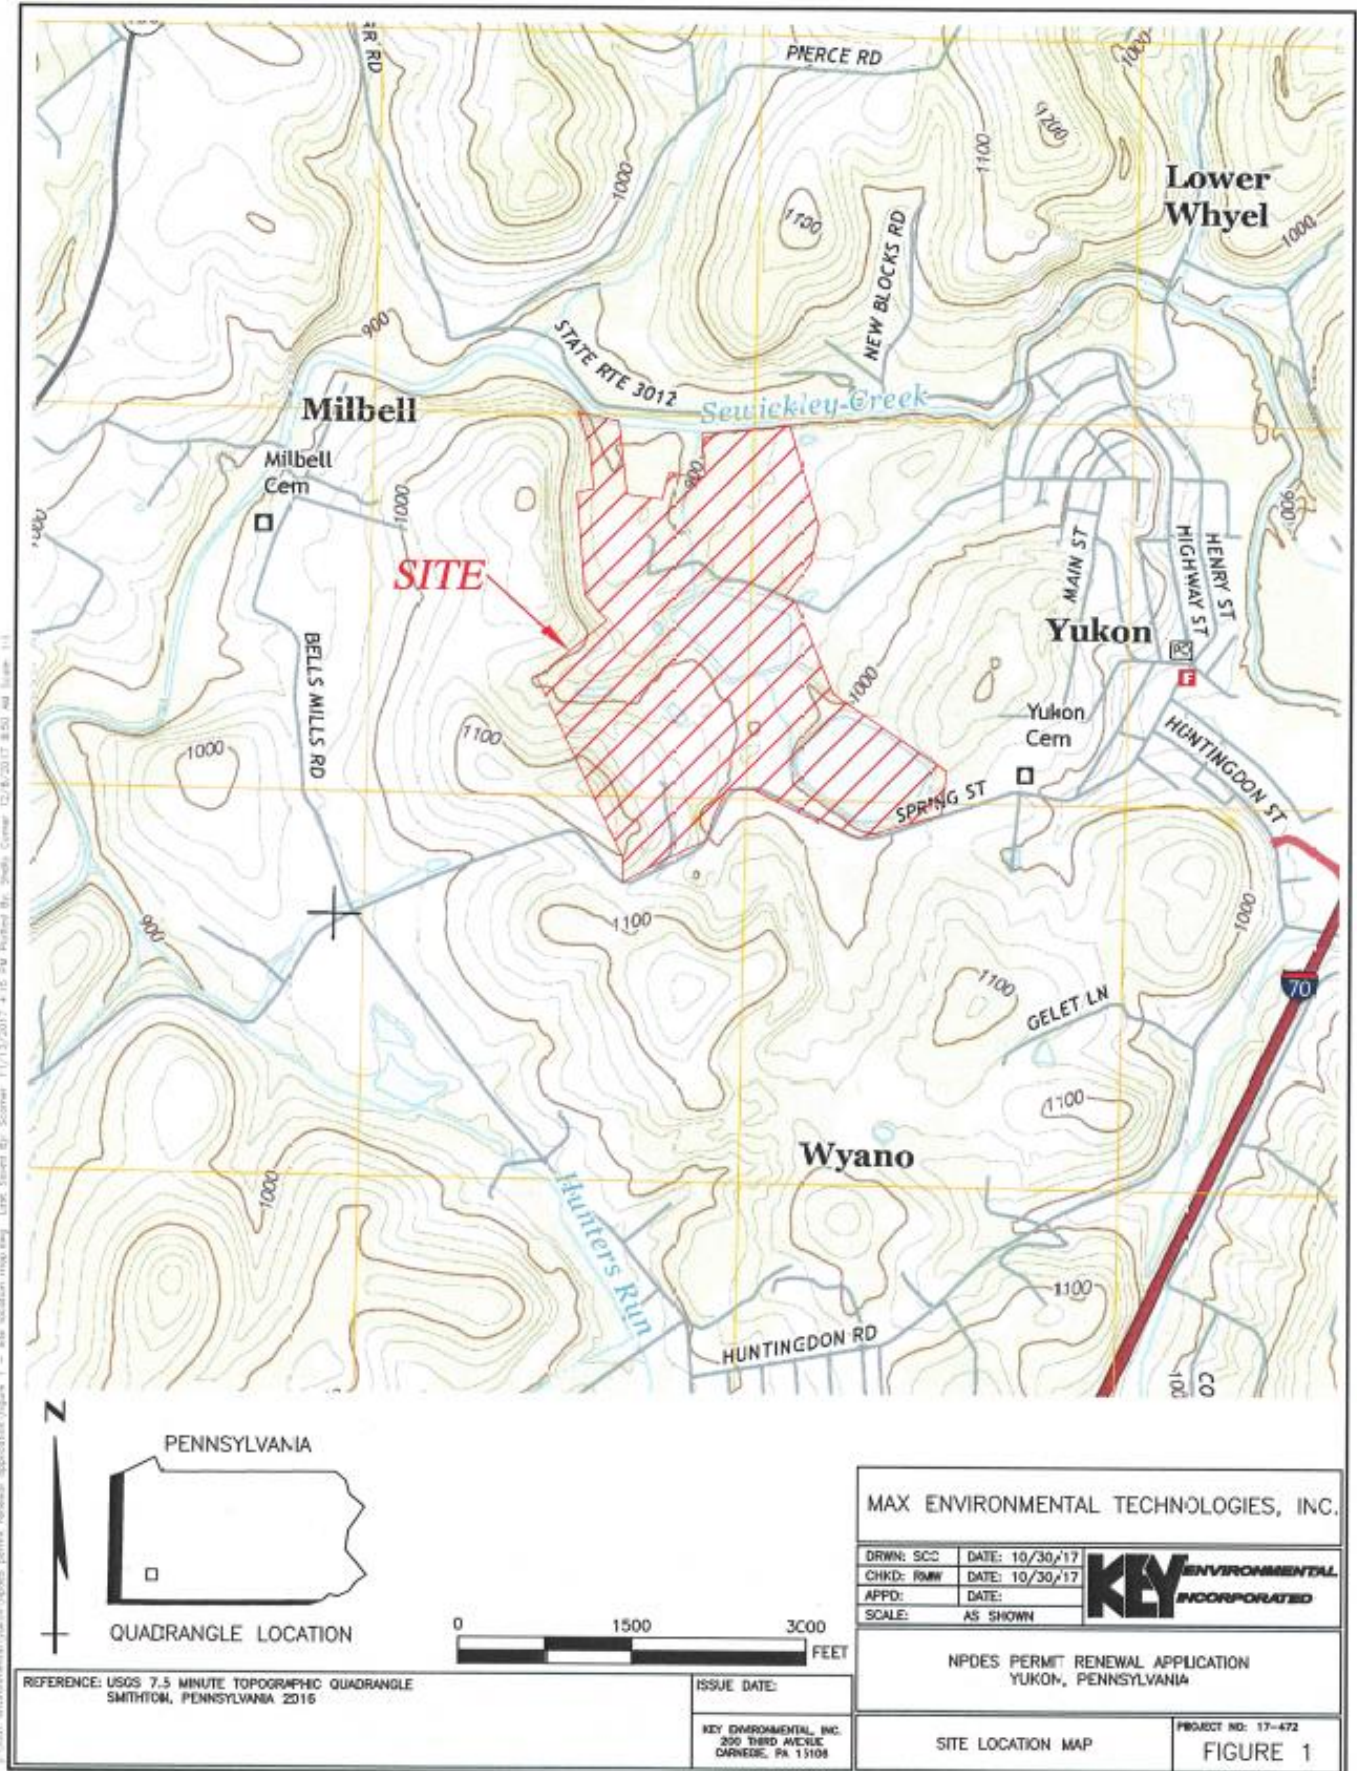 PIERCE RD
1000
1200
1100
Lower
Whyel
1000
1100
1000
NEW BLOCKS RD
900
STATE RTE 3012
Sewickley Creek
Milbell
Milbell
Cem
1000
900
900
SITE
MAIN ST
HIGHWAY ST
HENRY ST
Yukon
PO
F
BELLS MILLS RD
1000
1100
1000
Yukon
Cem
HUNTINGDON ST
SPRING ST
900
1100
1000
1100
70
GELET LN
1100
Wyano
1000
Hunters Run
1100
HUNTINGDON RD
CO
N
PENNSYLVANIA
QUADRANGLE LOCATION
0 1500 3000
FEET
MAX ENVIRONMENTAL TECHNOLOGIES, INC.
DRWN: SCC DATE: 10/30/17
CHKD: RMW DATE: 10/30/17
APPD: DATE:
SCALE: AS SHOWN
KEY ENVIRONMENTAL
INCORPORATED
NPDES PERMIT RENEWAL APPLICATION
YUKON, PENNSYLVANIA
REFERENCE: USGS 7.5 MINUTE TOPOGRAPHIC QUADRANGLE
SMITHTON, PENNSYLVANIA 2016
ISSUE DATE:
KEY ENVIRONMENTAL, INC.
200 THIRD AVENUE
CARNEGIE, PA 15106
SITE LOCATION MAP
PROJECT NO: 17-472
FIGURE 1